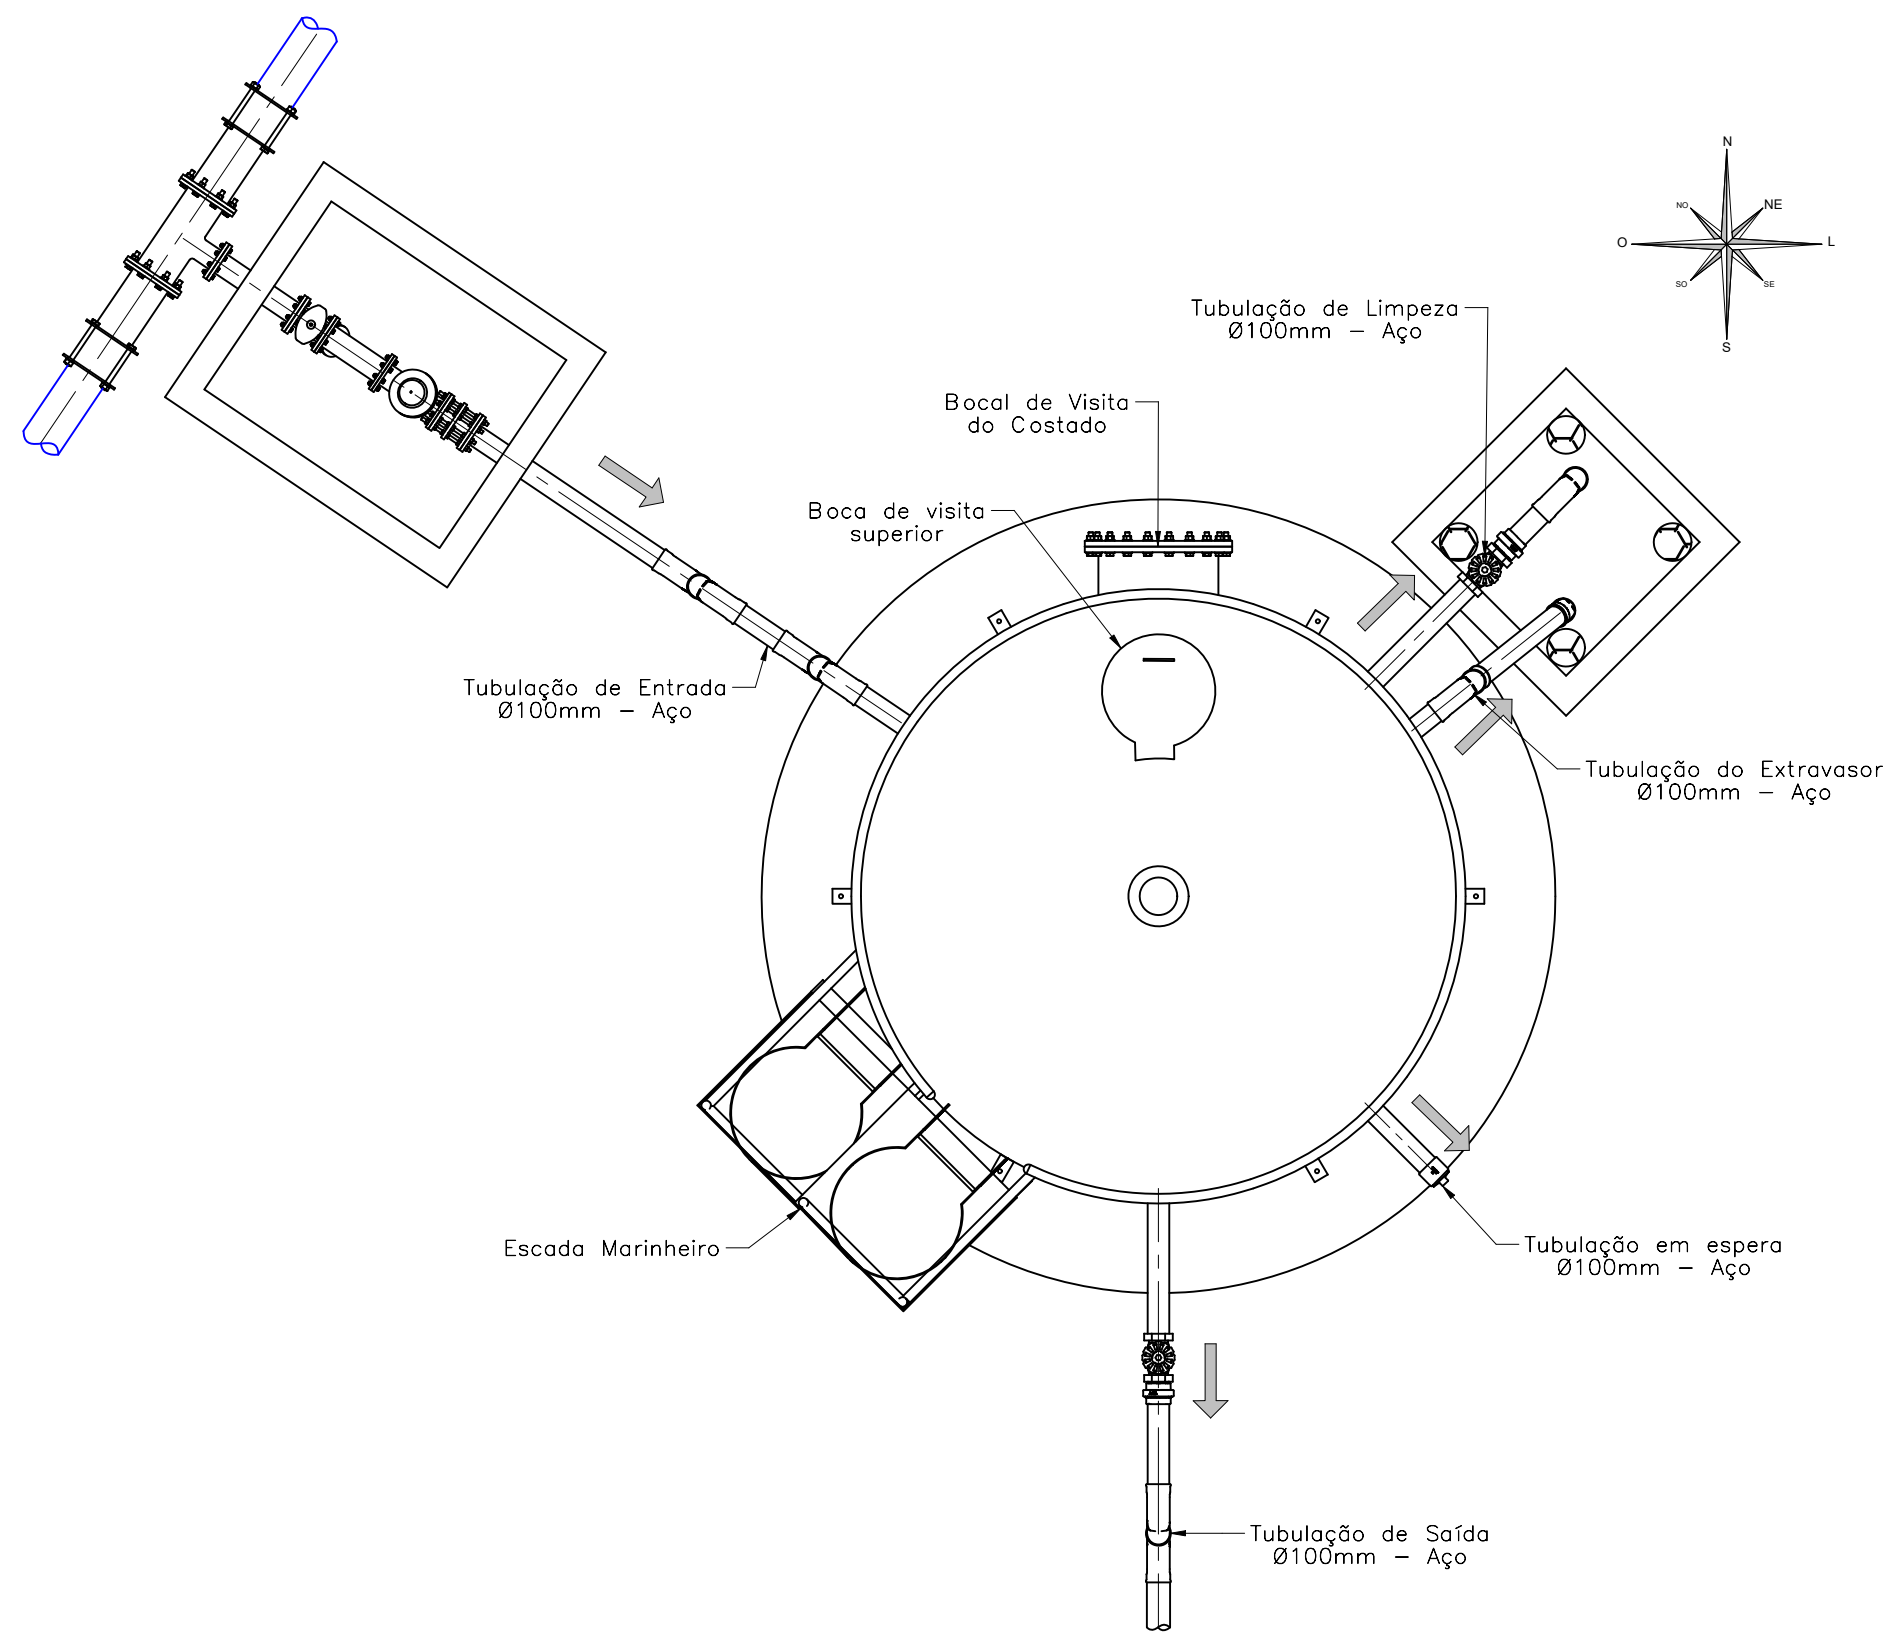 N
NO
NE
O
L
SO
SE
S
Tubulação de Limpeza
Ø100mm – Aço
Bocal de Visita
do Costado
Boca de visita
superior
Tubulação de Entrada
Ø100mm – Aço
Tubulação do Extravasor
Ø100mm – Aço
Escada Marinheiro
Tubulação em espera
Ø100mm – Aço
Tubulação de Saída
Ø100mm – Aço